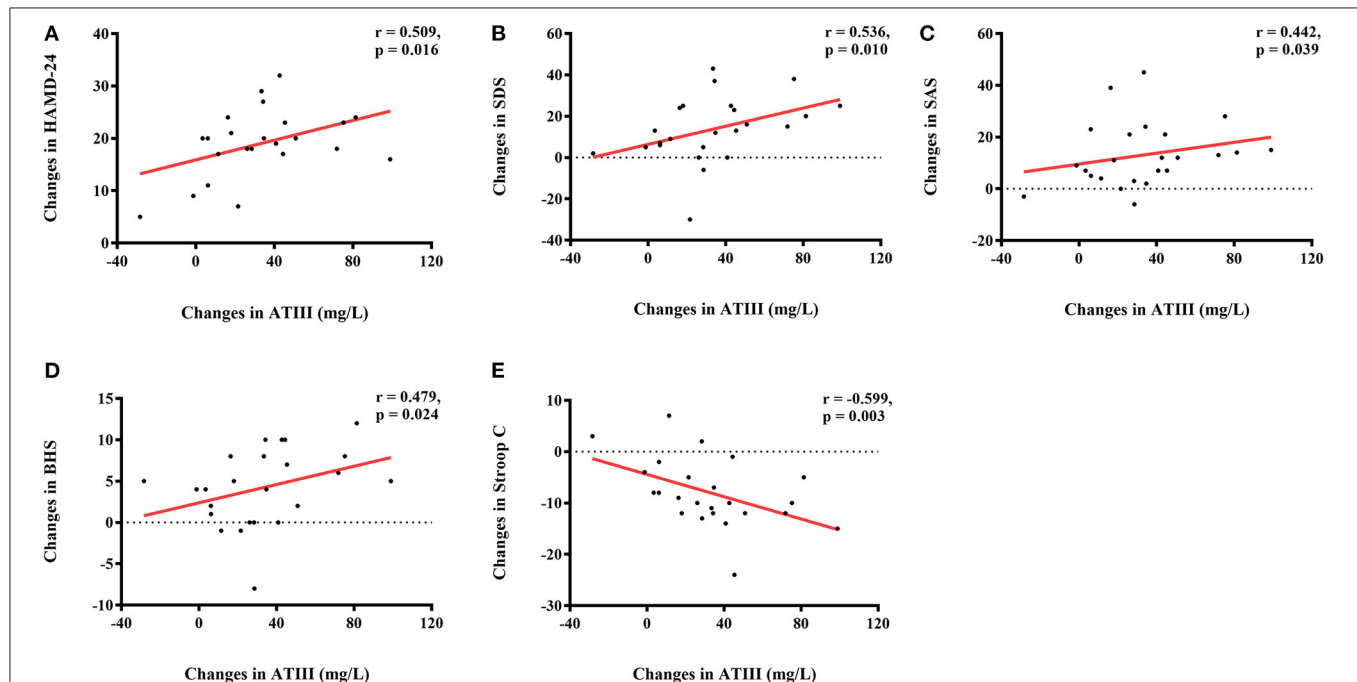 A
r = 0.509,
p = 0.016
Changes in HAMD-24
40
30
20
10
0
-40 0 40 80 120
Changes in ATIII (mg/L)
B
r = 0.536,
p = 0.010
Changes in SDS
60
40
20
0
-20
-40
-40 0 40 80 120
Changes in ATIII (mg/L)
C
r = 0.442,
p = 0.039
Changes in SAS
60
40
20
0
-20
-40 0 40 80 120
Changes in ATIII (mg/L)
D
r = 0.479,
p = 0.024
Changes in BHS
15
10
5
0
-5
-10
-40 0 40 80 120
Changes in ATIII (mg/L)
E
r = -0.599,
p = 0.003
Changes in Stroop C
10
0
-10
-20
-30
-40 0 40 80 120
Changes in ATIII (mg/L)